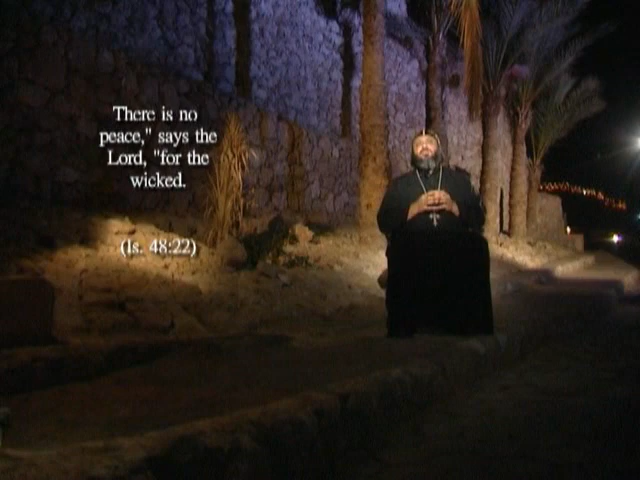 There is no
peace," says the
Lord, "for the
wicked.
(Is. 48:22)